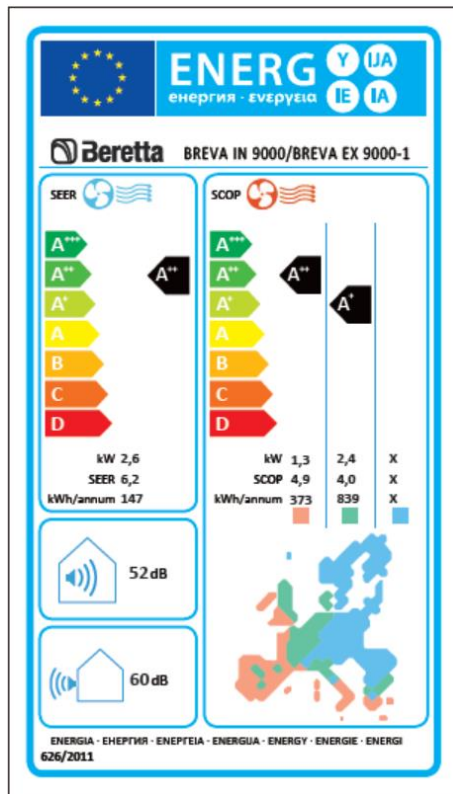 ENERG Y IJA
енергия · ενεργεια IE IA
Beretta BREVA IN 9000/BREVA EX 9000-1
SEER
A+++
A++
A+
A
B
C
D
A++
kW 2,6
SEER 6,2
kWh/annum 147
SCOP
A+++
A++
A+
A
B
C
D
A++
A+
kW 1,3 2,4 X
SCOP 4,9 4,0 X
kWh/annum 373 839 X
52dB
60dB
ENERGIA · ЕНЕРГИЯ · ΕΝΕΡΓΕΙΑ · ENERGIJA · ENERGY · ENERGIE · ENERGI
626/2011